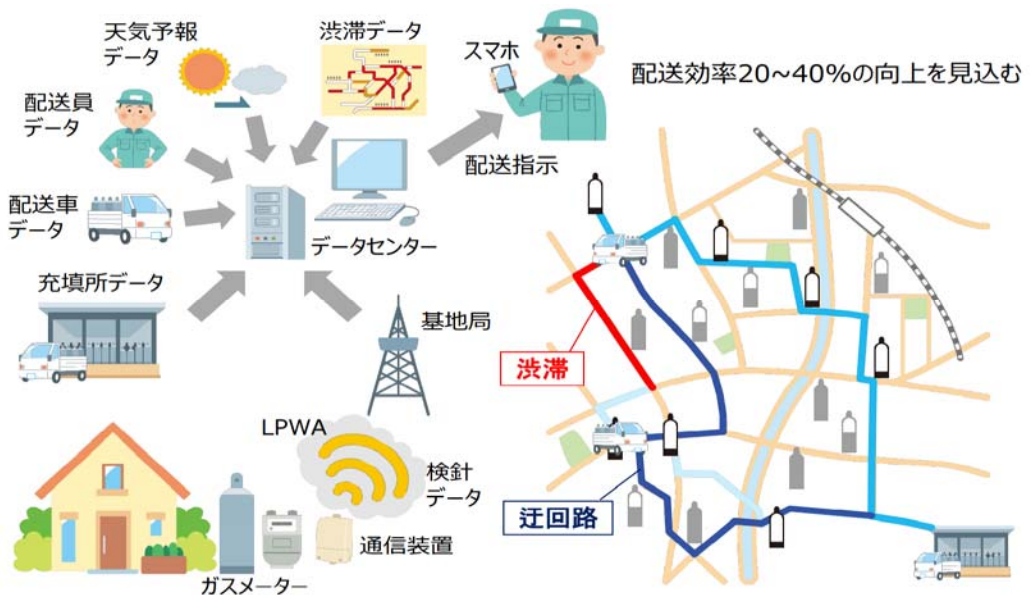 天気予報
データ
渋滞データ
スマホ
配送効率20~40%の向上を見込む
配送員
データ
配送指示
配送車
データ
データセンター
充填所データ
基地局
渋滞
LPWA
検針
データ
迂回路
通信装置
ガスメーター